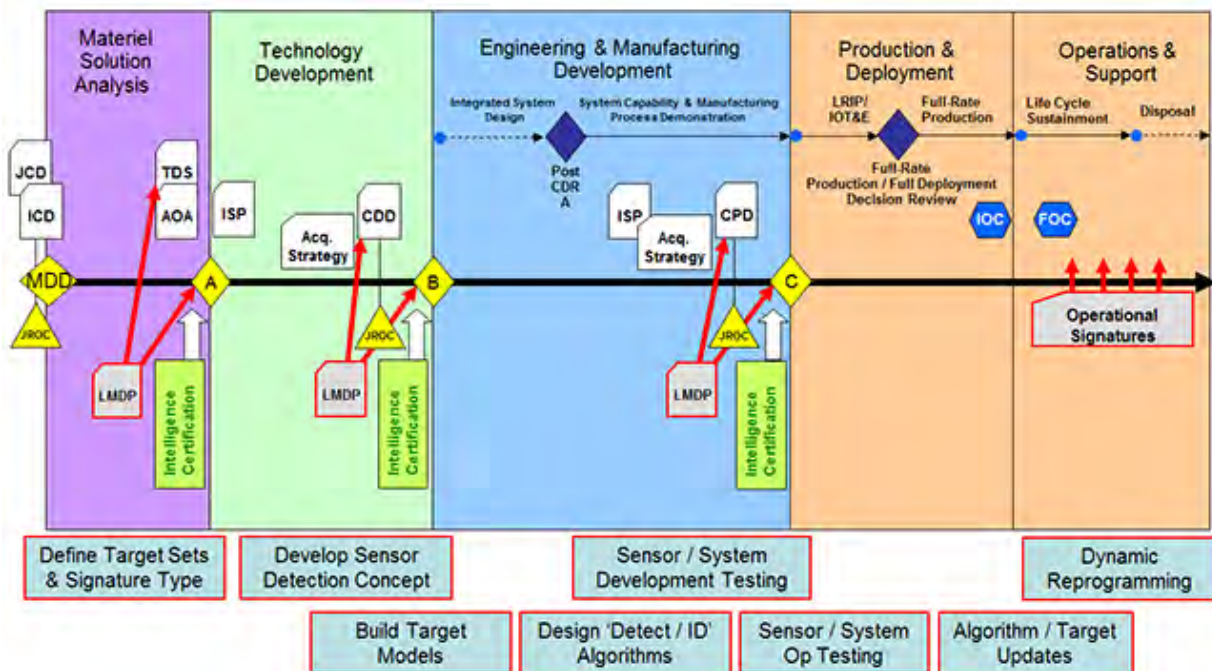 Materiel
Solution
Analysis
Technology
Development
Engineering & Manufacturing
Development
Production &
Deployment
Operations &
Support
Integrated System
Design
System Capability & Manufacturing
Process Demonstration
LRIP/
IOT&E
Full-Rate
Production
Life Cycle
Sustainment
Disposal
Post
CDR
A
Full-Rate
Production / Full Deployment
Decision Review
JCD
ICD
TDS
AOA
ISP
Acq.
Strategy
CDD
ISP
Acq.
Strategy
CPD
IOC
FOC
MDD
A
B
C
JROC
JROC
JROC
LMDP
LMDP
LMDP
Intelligence
Certification
Intelligence
Certification
Intelligence
Certification
Operational
Signatures
Define Target Sets
& Signature Type
Develop Sensor
Detection Concept
Sensor / System
Development Testing
Dynamic
Reprogramming
Build Target
Models
Design 'Detect / ID'
Algorithms
Sensor / System
Op Testing
Algorithm / Target
Updates